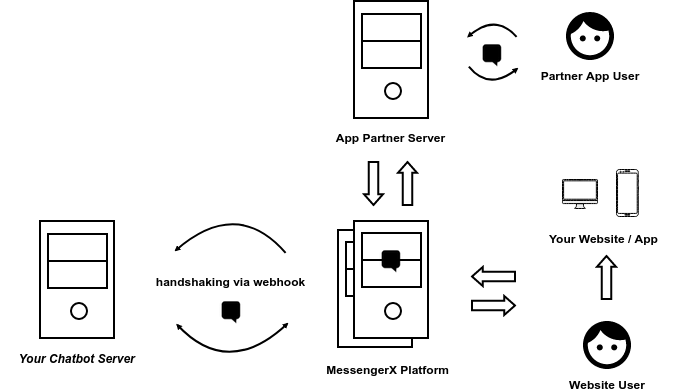 Partner App User
App Partner Server
Your Website / App
handshaking via webhook
Your Chatbot Server
MessengerX Platform
Website User